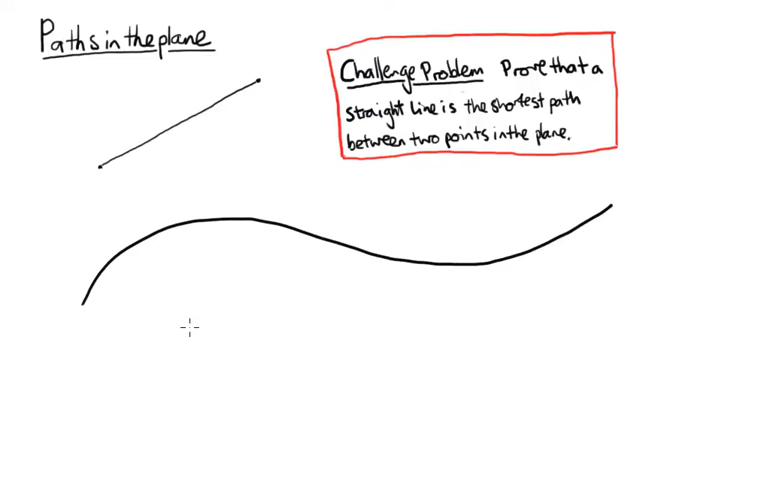 Paths in the plane
Challenge Problem Prove that a
straight line is the shortest path
between two points in the plane.